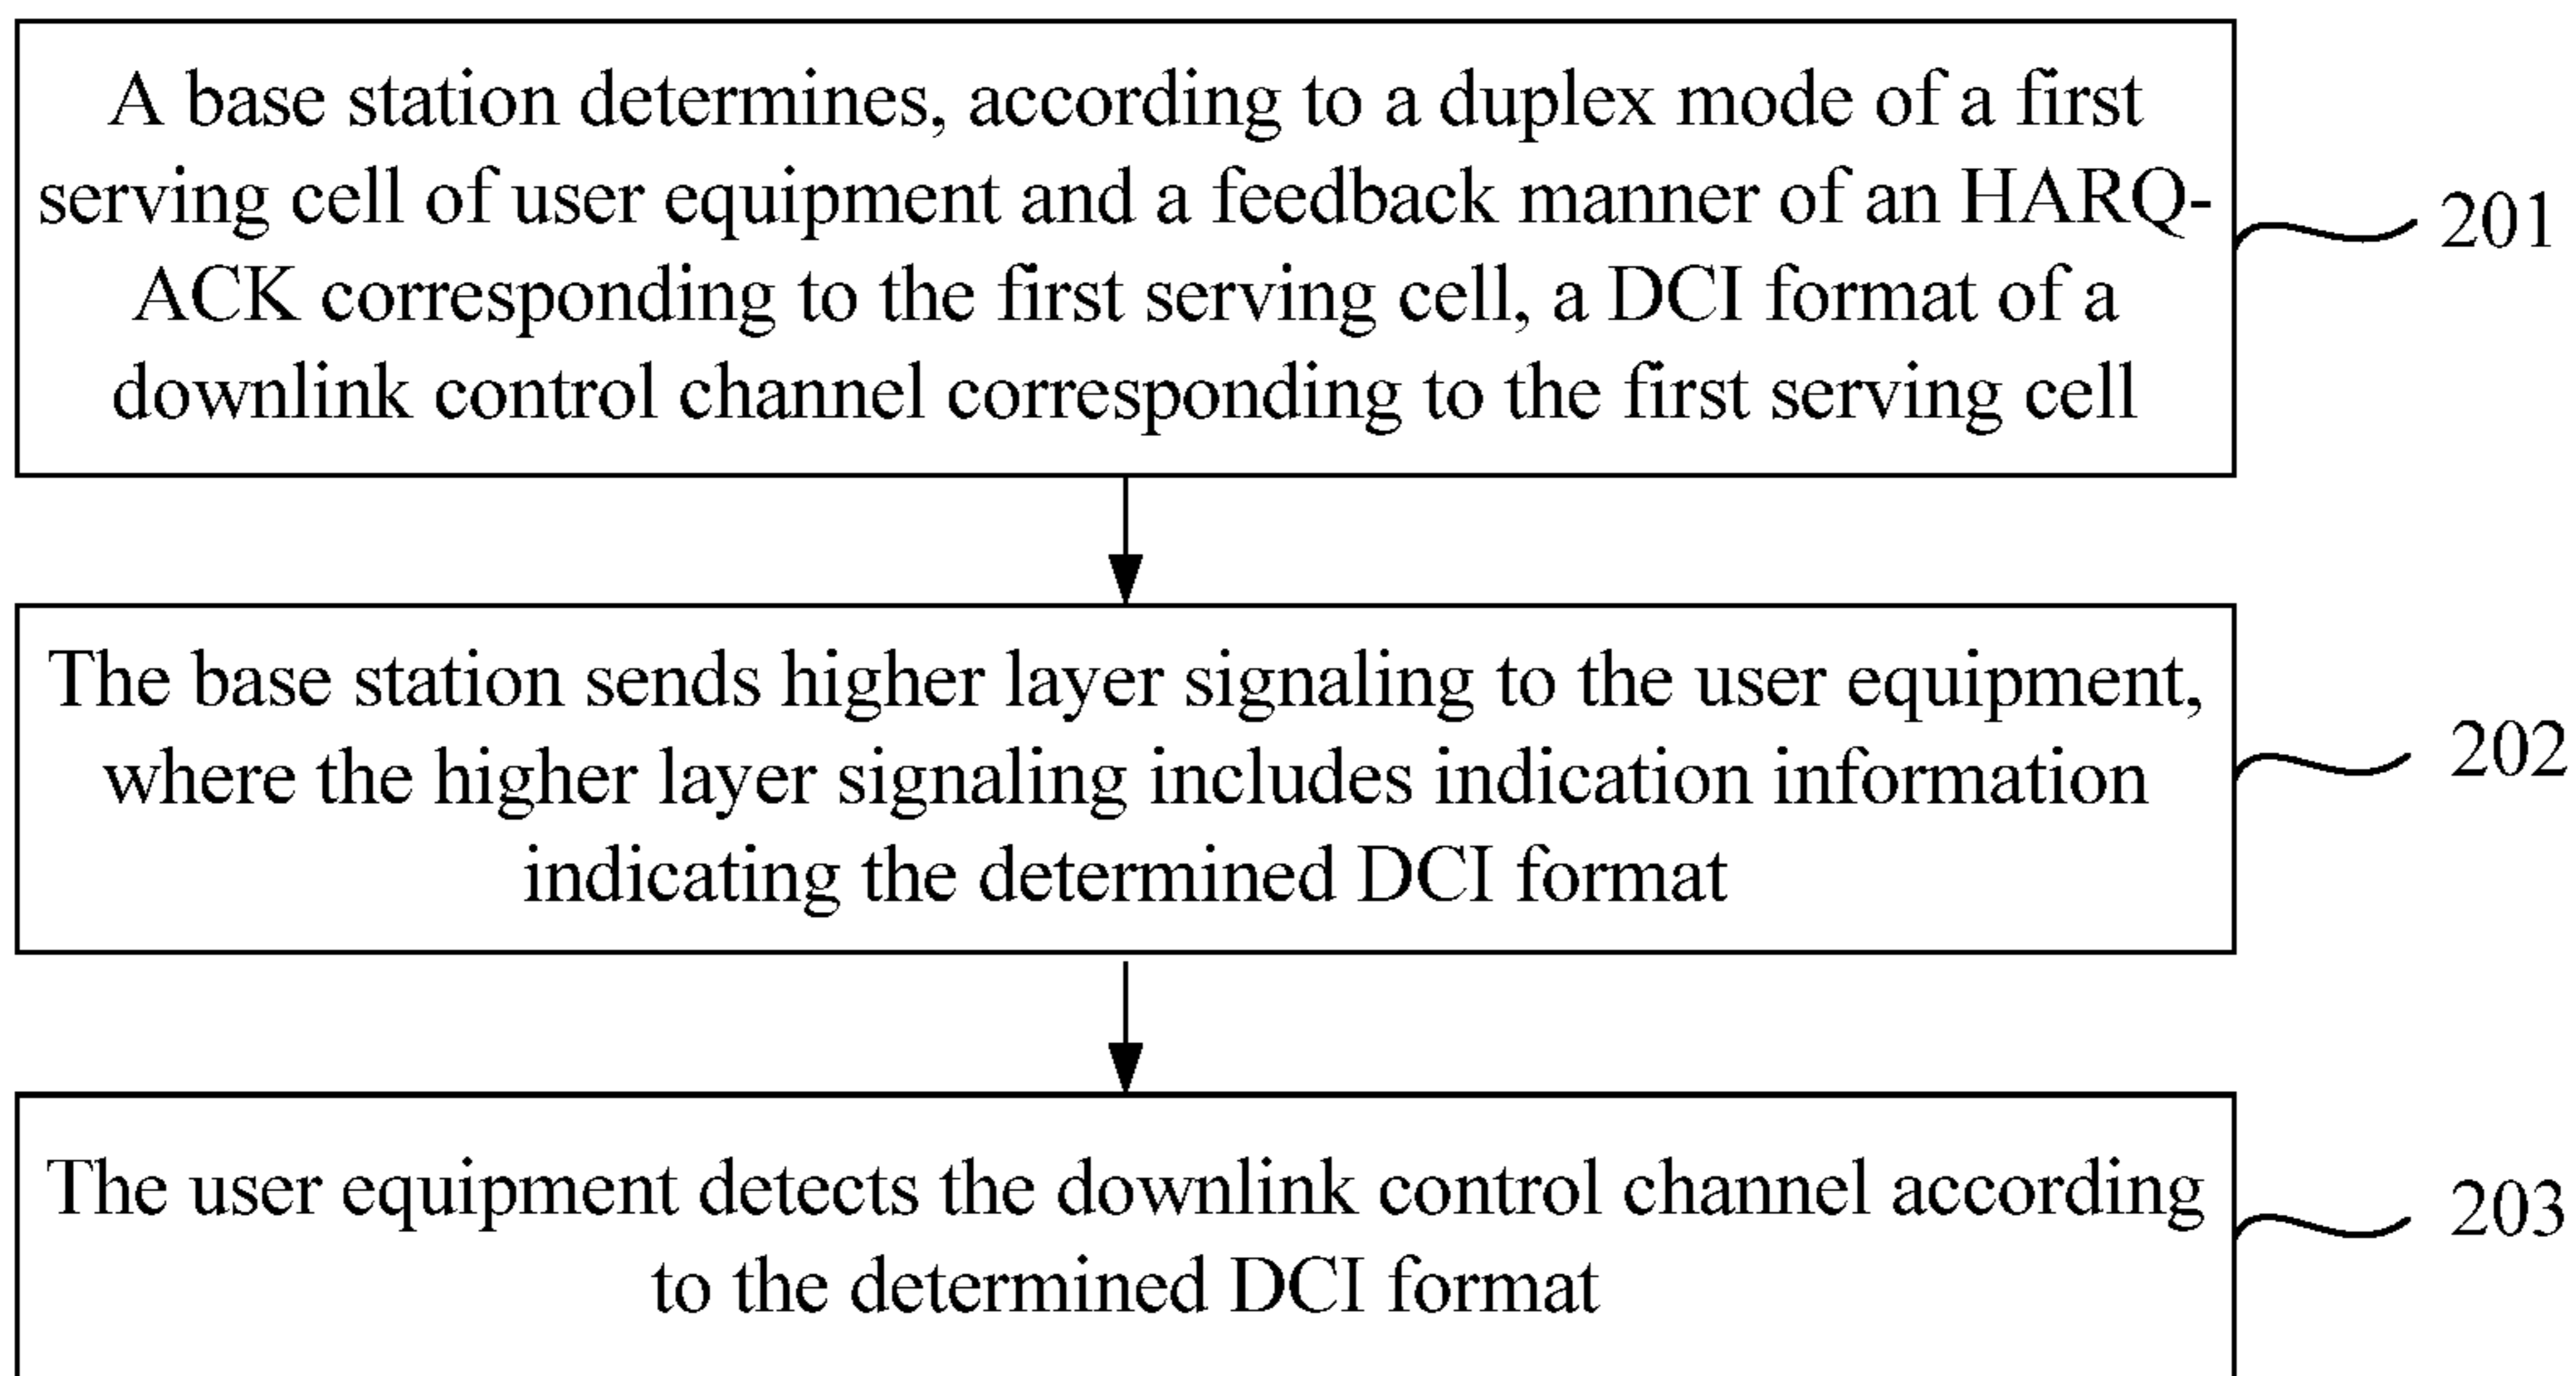 A base station determines, according to a duplex mode of a first
serving cell of user equipment and a feedback manner of an HARQ-
ACK corresponding to the first serving cell, a DCI format of a
downlink control channel corresponding to the first serving cell
201
The base station sends higher layer signaling to the user equipment,
where the higher layer signaling includes indication information
indicating the determined DCI format
202
The user equipment detects the downlink control channel according
to the determined DCI format
203